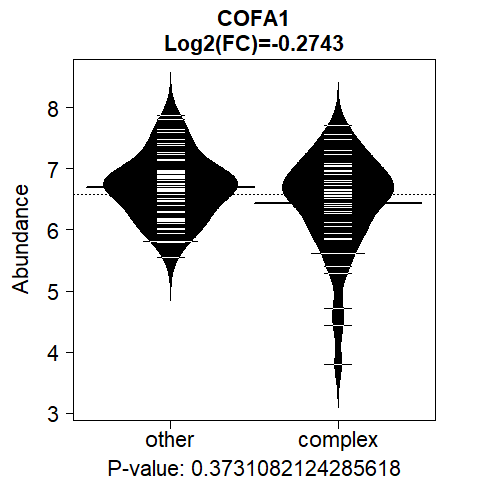 COFA1
Log2(FC)=-0.2743
Abundance
8
7
6
5
4
3
other complex
P-value: 0.3731082124285618